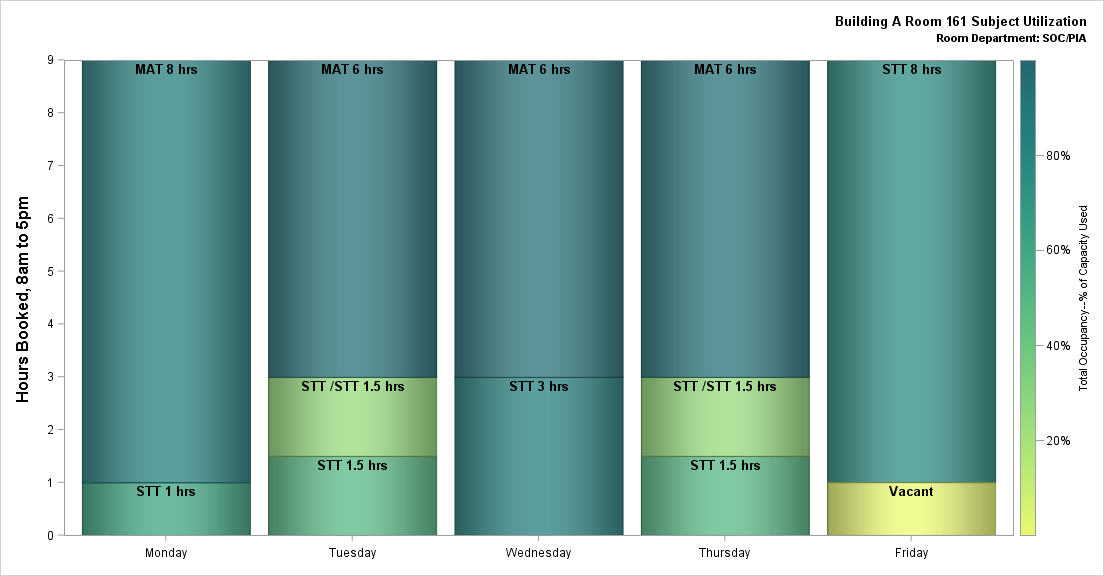 Building A Room 161 Subject Utilization
Room Department: SOC/PIA
Hours Booked, 8am to 5pm
9
8
7
6
5
4
3
2
1
0
MAT 8 hrs
STT 1 hrs
MAT 6 hrs
STT /STT 1.5 hrs
STT 1.5 hrs
MAT 6 hrs
STT 3 hrs
MAT 6 hrs
STT /STT 1.5 hrs
STT 1.5 hrs
STT 8 hrs
Vacant
Monday
Tuesday
Wednesday
Thursday
Friday
80%
60%
40%
20%
Total Occupancy--% of Capacity Used